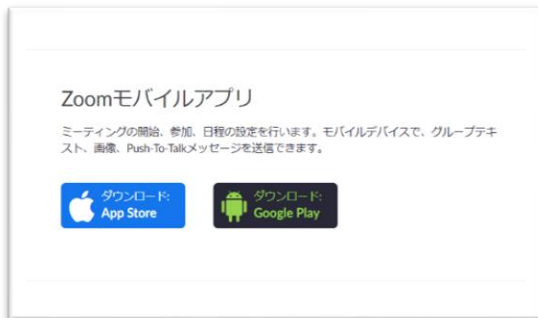 Zoomモバイルアプリ
ミーティングの開始、参加、日程の設定を行います。モバイルデバイスで、グループテキ
スト、画像、Push-To-Talkメッセージを送信できます。
ダウンロード:
App Store
ダウンロード:
Google Play